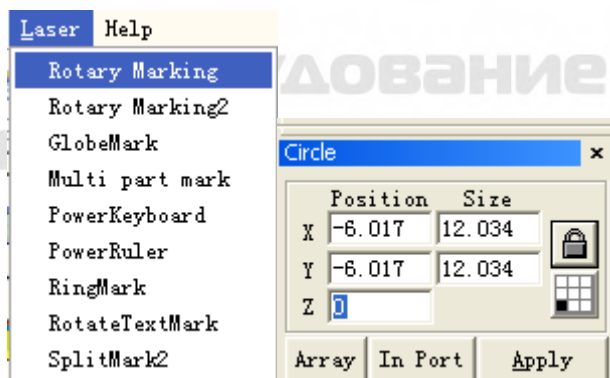 Laser Help
Rotary Marking
Rotary Marking2
GlobeMark
Multi part mark
PowerKeyboard
PowerRuler
RingMark
RotateTextMark
SplitMark2
удование
Circle ×
Position Size
X -6.017 12.034
Y -6.017 12.034
Z 0
Array In Port Apply